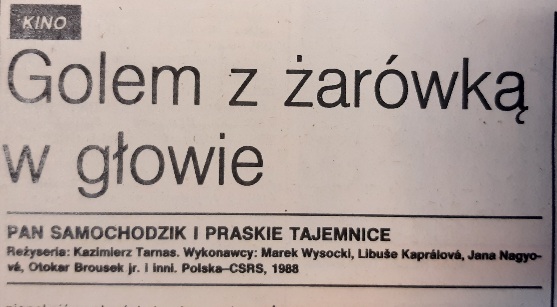 KINO
Golem z żarówką
w głowie
PAN SAMOCHODZIK I PRASKIE TAJEMNICE
Reżyseria: Kazimierz Tarnas. Wykonawcy: Marek Wysocki, Libuše Kaprálová, Jana Nagyo-
vá, Otokar Brousek jr. i inni. Polska–CSRS, 1988